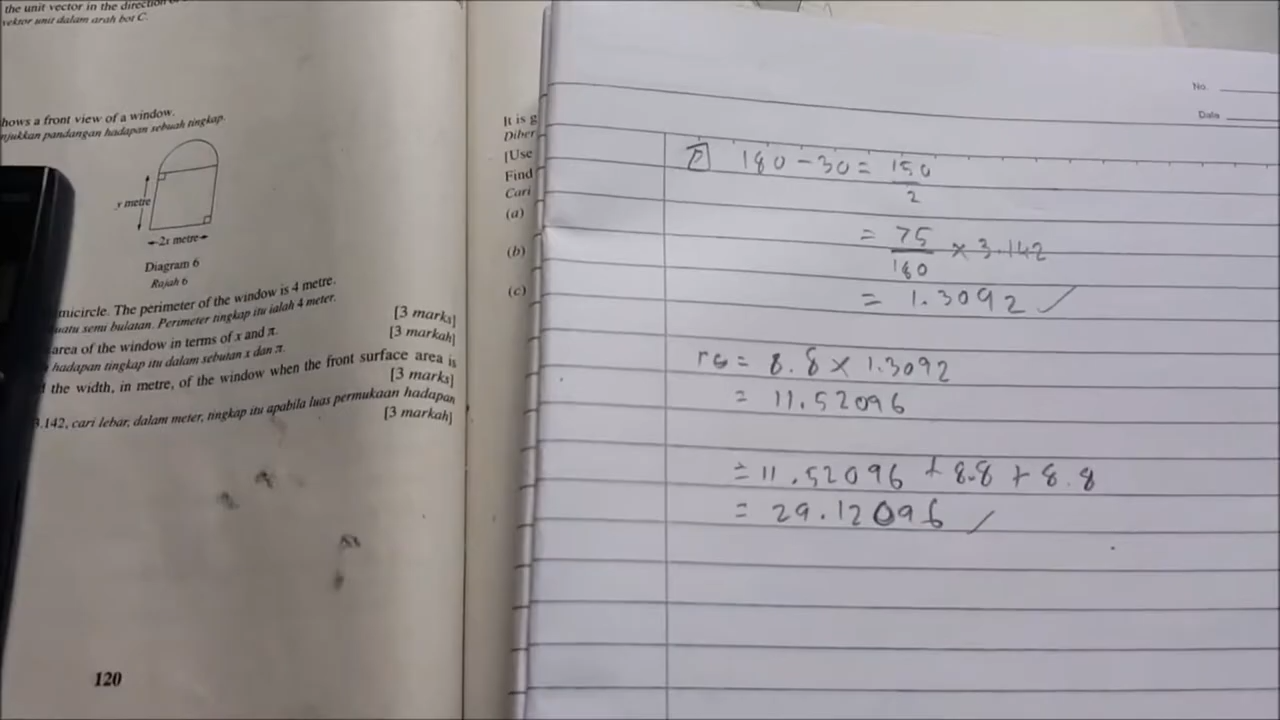 the unit vector in the direction of
vektor unit dalam arah bot C.
hows a front view of a window.
njukkan pandangan hadapan sebuah tingkap.
y metre
2x metre
Diagram 6
Rajah 6
micircle. The perimeter of the window is 4 metre.
uatu semi bulatan. Perimeter tingkap itu ialah 4 meter.
[3 marks]
area of the window in terms of x and π.
[3 markah]
hadapan tingkap itu dalam sebutan x dan π.
the width, in metre, of the window when the front surface area is
[3 marks]
3.142, cari lebar, dalam meter, tingkap itu apabila luas permukaan hadapan
[3 markah]
120
It is g
Diber
[Use
Find
Cari
(a)
(b)
(c)
No.
Date
180 - 30 = 150
2
= 75 × 3.142
180
= 1.3092 ✓
rθ = 8.8 × 1.3092
= 11.52096
= 11.52096 + 8.8 + 8.8
= 29.12096 /